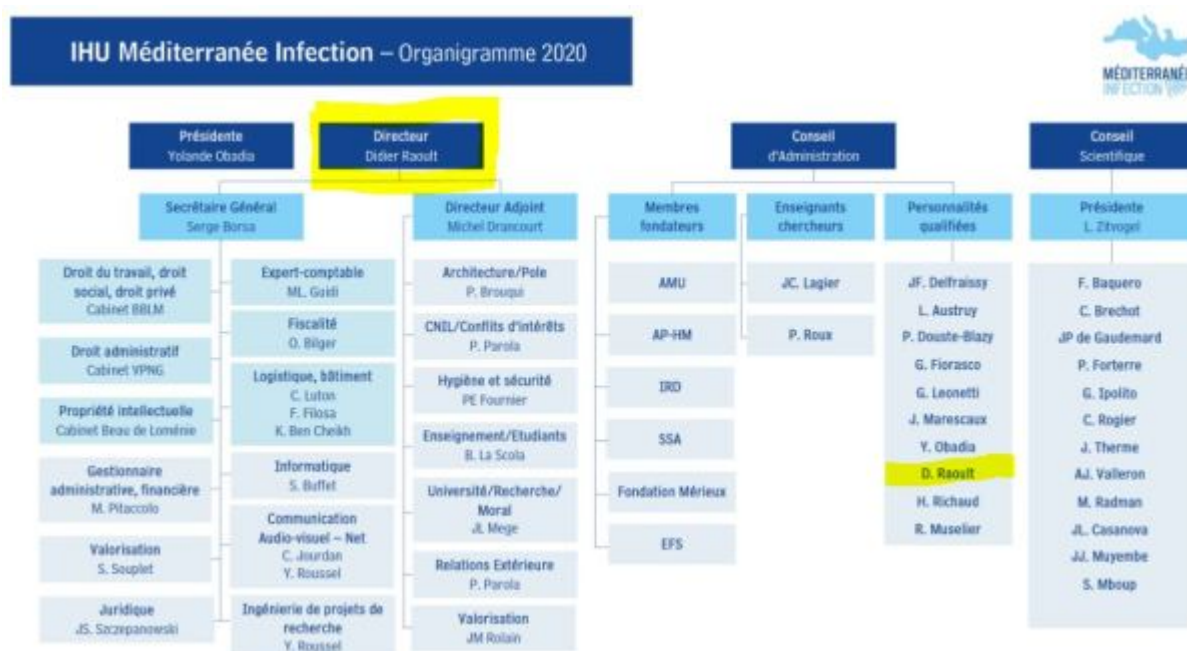 IHU Méditerranée Infection – Organigramme 2020
MÉDITERRANÉE
INFECTION
Présidente
Yolande Obadia
Directeur
Didier Raoult
Conseil
d'Administration
Conseil
Scientifique
Secrétaire Général
Serge Borsa
Directeur Adjoint
Michel Drancourt
Membres
fondateurs
Enseignants
chercheurs
Personnalités
qualifiées
Présidente
L. Zitvogel
Droit du travail, droit
social, droit privé
Cabinet BBLM
Droit administratif
Cabinet VPNG
Propriété intellectuelle
Cabinet Beau de Loménie
Gestionnaire
administrative, financière
M. Pitaccolo
Valorisation
S. Souplet
Juridique
JS. Szczepanowski
Expert-comptable
ML. Guidi
Fiscalité
O. Bilger
Logistique, bâtiment
C. Luton
F. Filosa
K. Ben Cheikh
Informatique
S. Buffet
Communication
Audio-visuel – Net
C. Jourdan
Y. Roussel
Ingénierie de projets de
recherche
Y. Roussel
Architecture/Pole
P. Brouqui
CNIL/Conflits d'intérêts
P. Parola
Hygiène et sécurité
PE Fournier
Enseignement/Etudiants
B. La Scola
Université/Recherche/
Moral
JL Mege
Relations Extérieure
P. Parola
Valorisation
JM Rolain
AMU
AP-HM
IRD
SSA
Fondation Mérieux
EFS
JC. Lagier
P. Roux
JF. Delfraissy
L. Austruy
P. Douste-Blazy
G. Fiorasco
G. Leonetti
J. Marescaux
Y. Obadia
D. Raoult
H. Richaud
R. Muselier
F. Baquero
C. Brechot
JP de Gaudemard
P. Forterre
G. Ipolito
C. Rogier
J. Therme
AJ. Valleron
M. Radman
JL. Casanova
JJ. Muyembe
S. Mboup